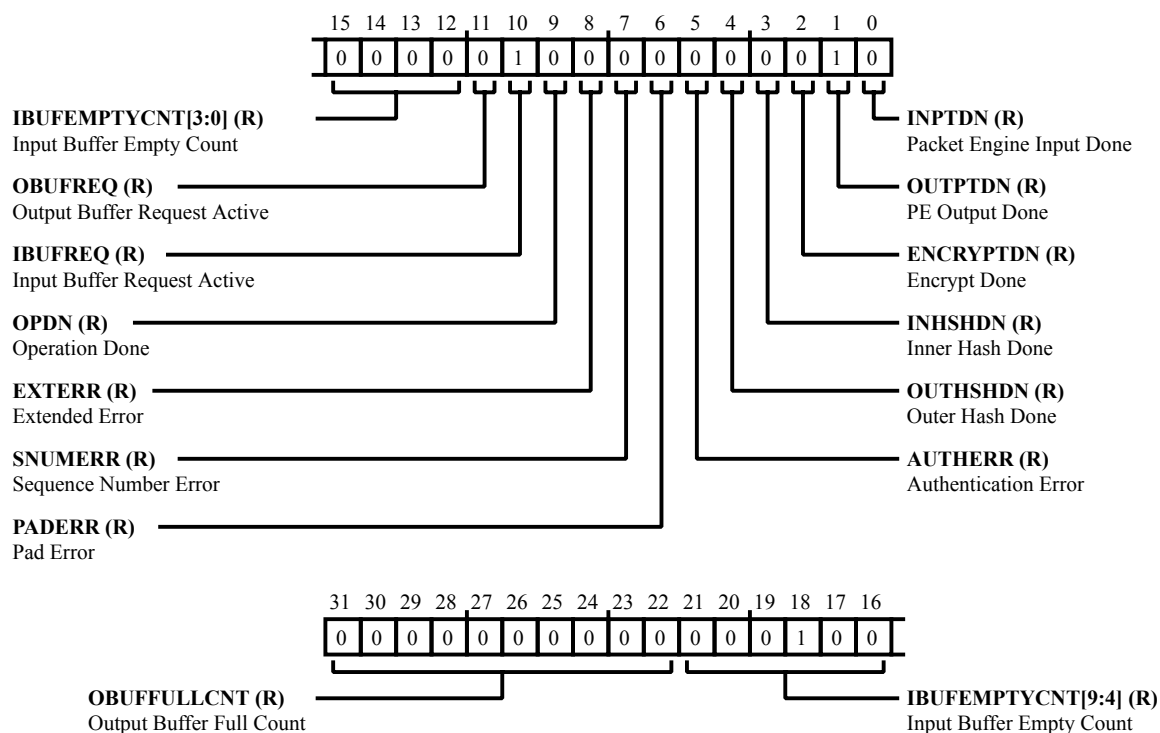 15 14 13 12 11 10 9 8 7 6 5 4 3 2 1 0
0 0 0 0 0 1 0 0 0 0 0 0 0 0 1 0
IBUFEMPTYCNT[3:0] (R)
Input Buffer Empty Count
OBUFREQ (R)
Output Buffer Request Active
IBUFREQ (R)
Input Buffer Request Active
OPDN (R)
Operation Done
EXTERR (R)
Extended Error
SNUMERR (R)
Sequence Number Error
PADERR (R)
Pad Error
INPTDN (R)
Packet Engine Input Done
OUTPTDN (R)
PE Output Done
ENCRYPTDN (R)
Encrypt Done
INHSHDN (R)
Inner Hash Done
OUTHSHDN (R)
Outer Hash Done
AUTHERR (R)
Authentication Error
31 30 29 28 27 26 25 24 23 22 21 20 19 18 17 16
0 0 0 0 0 0 0 0 0 0 0 0 0 1 0 0
OBUFFULLCNT (R)
Output Buffer Full Count
IBUFEMPTYCNT[9:4] (R)
Input Buffer Empty Count